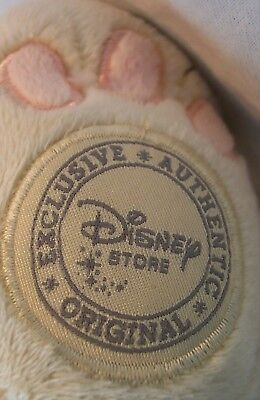 EXCLUSIVE * AUTHENTIC * ORIGINAL *
Disney
STORE